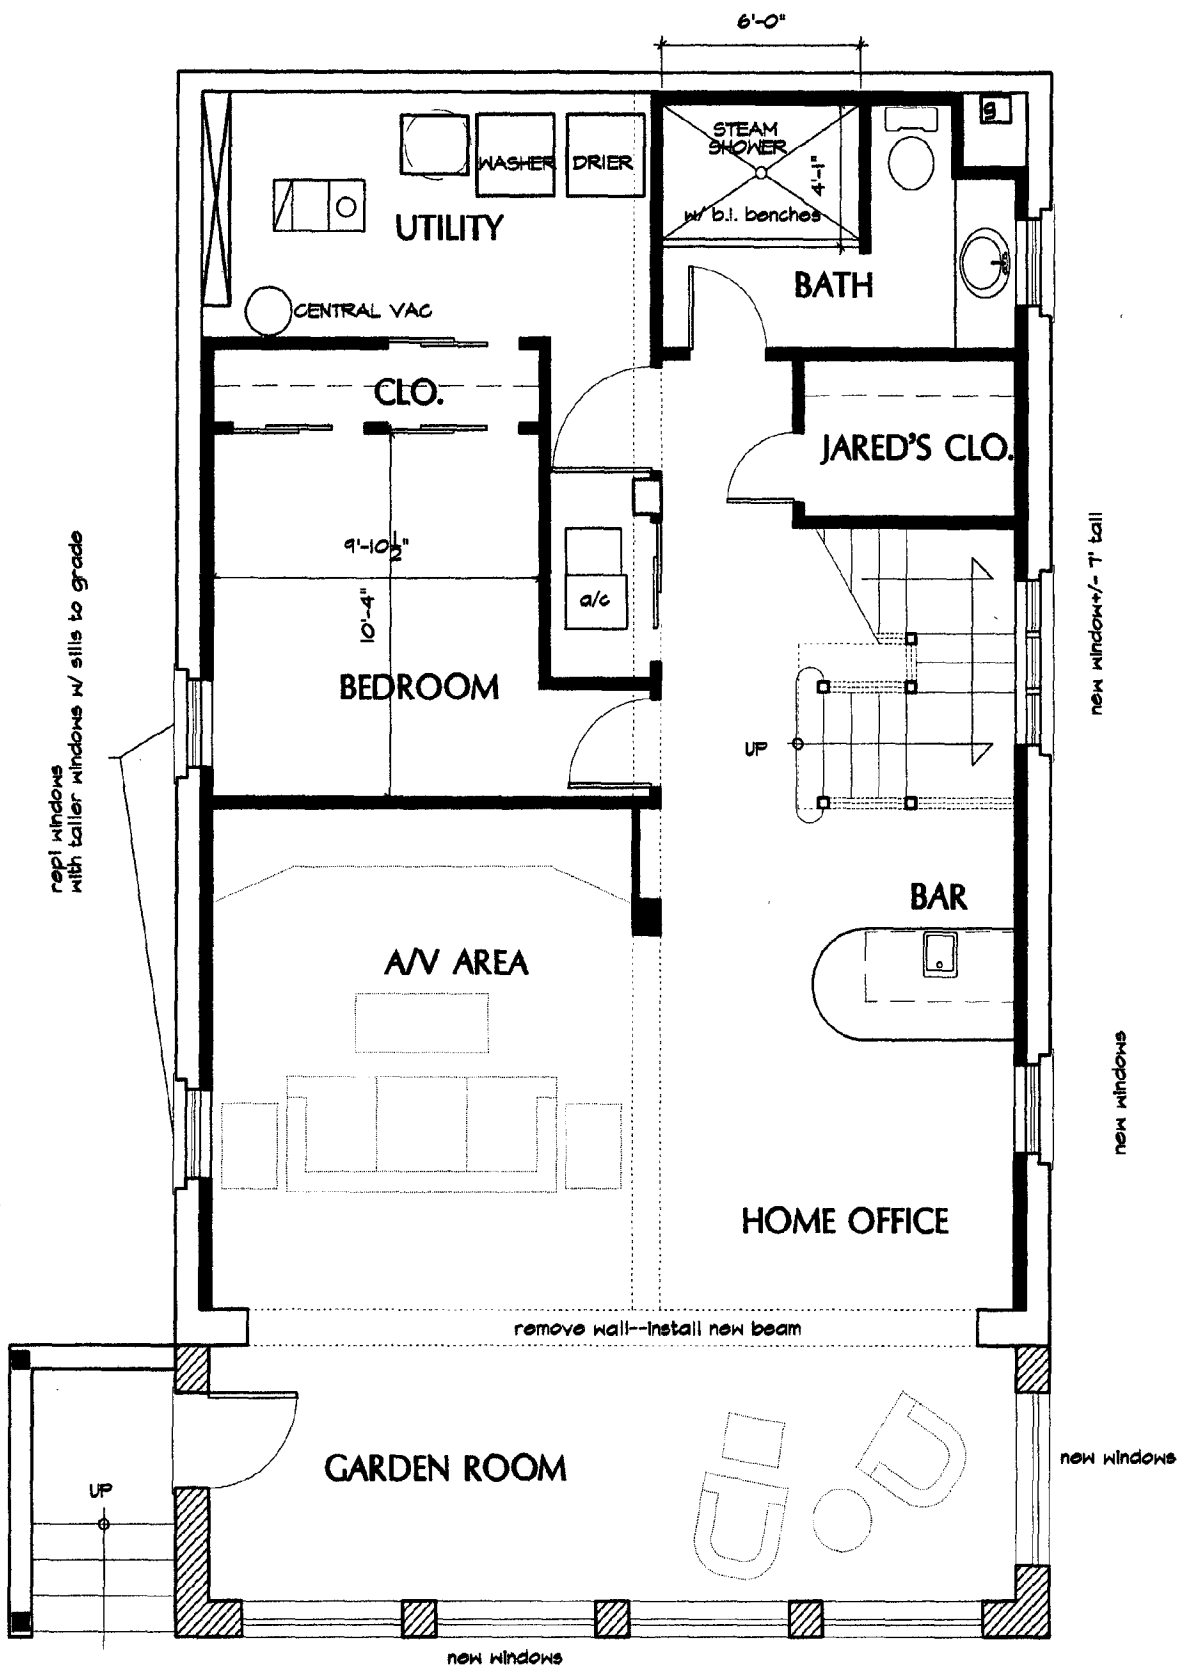 6'-0"
g
STEAM
SHOWER
4'-1"
w/ b.i. benches
WASHER
DRIER
UTILITY
BATH
CENTRAL VAC
CLO.
JARED'S CLO.
9'-10 1/2"
10'-4"
a/c
BEDROOM
UP
repl windows
with taller windows w/ sills to grade
new window+/- 7' tall
BAR
A/V AREA
new windows
HOME OFFICE
remove wall--install new beam
GARDEN ROOM
new windows
UP
new windows